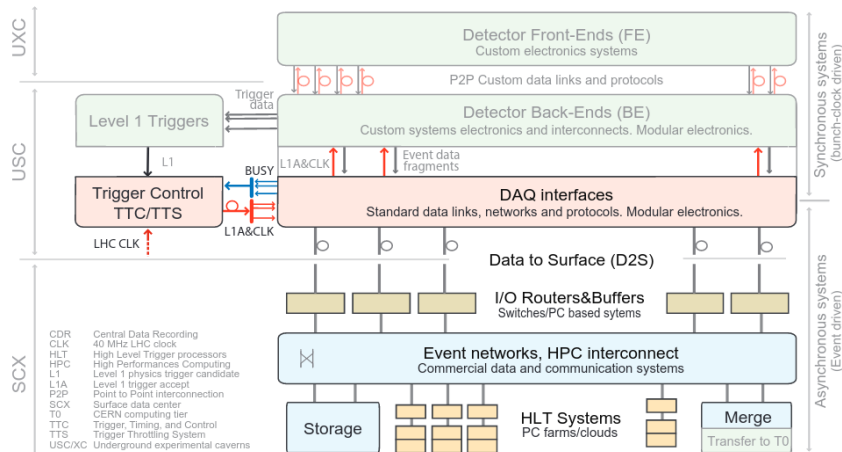 UXC
Detector Front-Ends (FE)
Custom electronics systems
P2P Custom data links and protocols
Synchronous systems
(bunch-clock driven)
USC
Trigger
data
Level 1 Triggers
Detector Back-Ends (BE)
Custom systems electronics and interconnects. Modular electronics.
L1
BUSY
L1A&CLK
Event data
fragments
Trigger Control
TTC/TTS
DAQ interfaces
Standard data links, networks and protocols. Modular electronics.
LHC CLK
L1A&CLK
Data to Surface (D2S)
Asynchronous systems
(Event driven)
SCX
I/O Routers&Buffers
Switches/PC based sytems
Event networks, HPC interconnect
Commercial data and communication systems
CDR Central Data Recording
CLK 40 MHz LHC clock
HLT High Level Trigger processors
HPC High Performances Computing
L1 Level 1 physics trigger candidate
L1A Level 1 trigger accept
P2P Point to Point interconnection
SCX Surface data center
T0 CERN computing tier
TTC Trigger, Timing, and Control
TTS Trigger Throttling System
USC/XC Underground experimental caverns
Storage
HLT Systems
PC farms/clouds
Merge
Transfer to T0